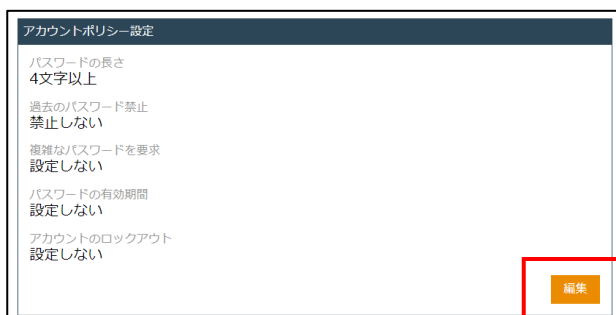 アカウントポリシー設定
パスワードの長さ
4文字以上
過去のパスワード禁止
禁止しない
複雑なパスワードを要求
設定しない
パスワードの有効期間
設定しない
アカウントのロックアウト
設定しない
編集